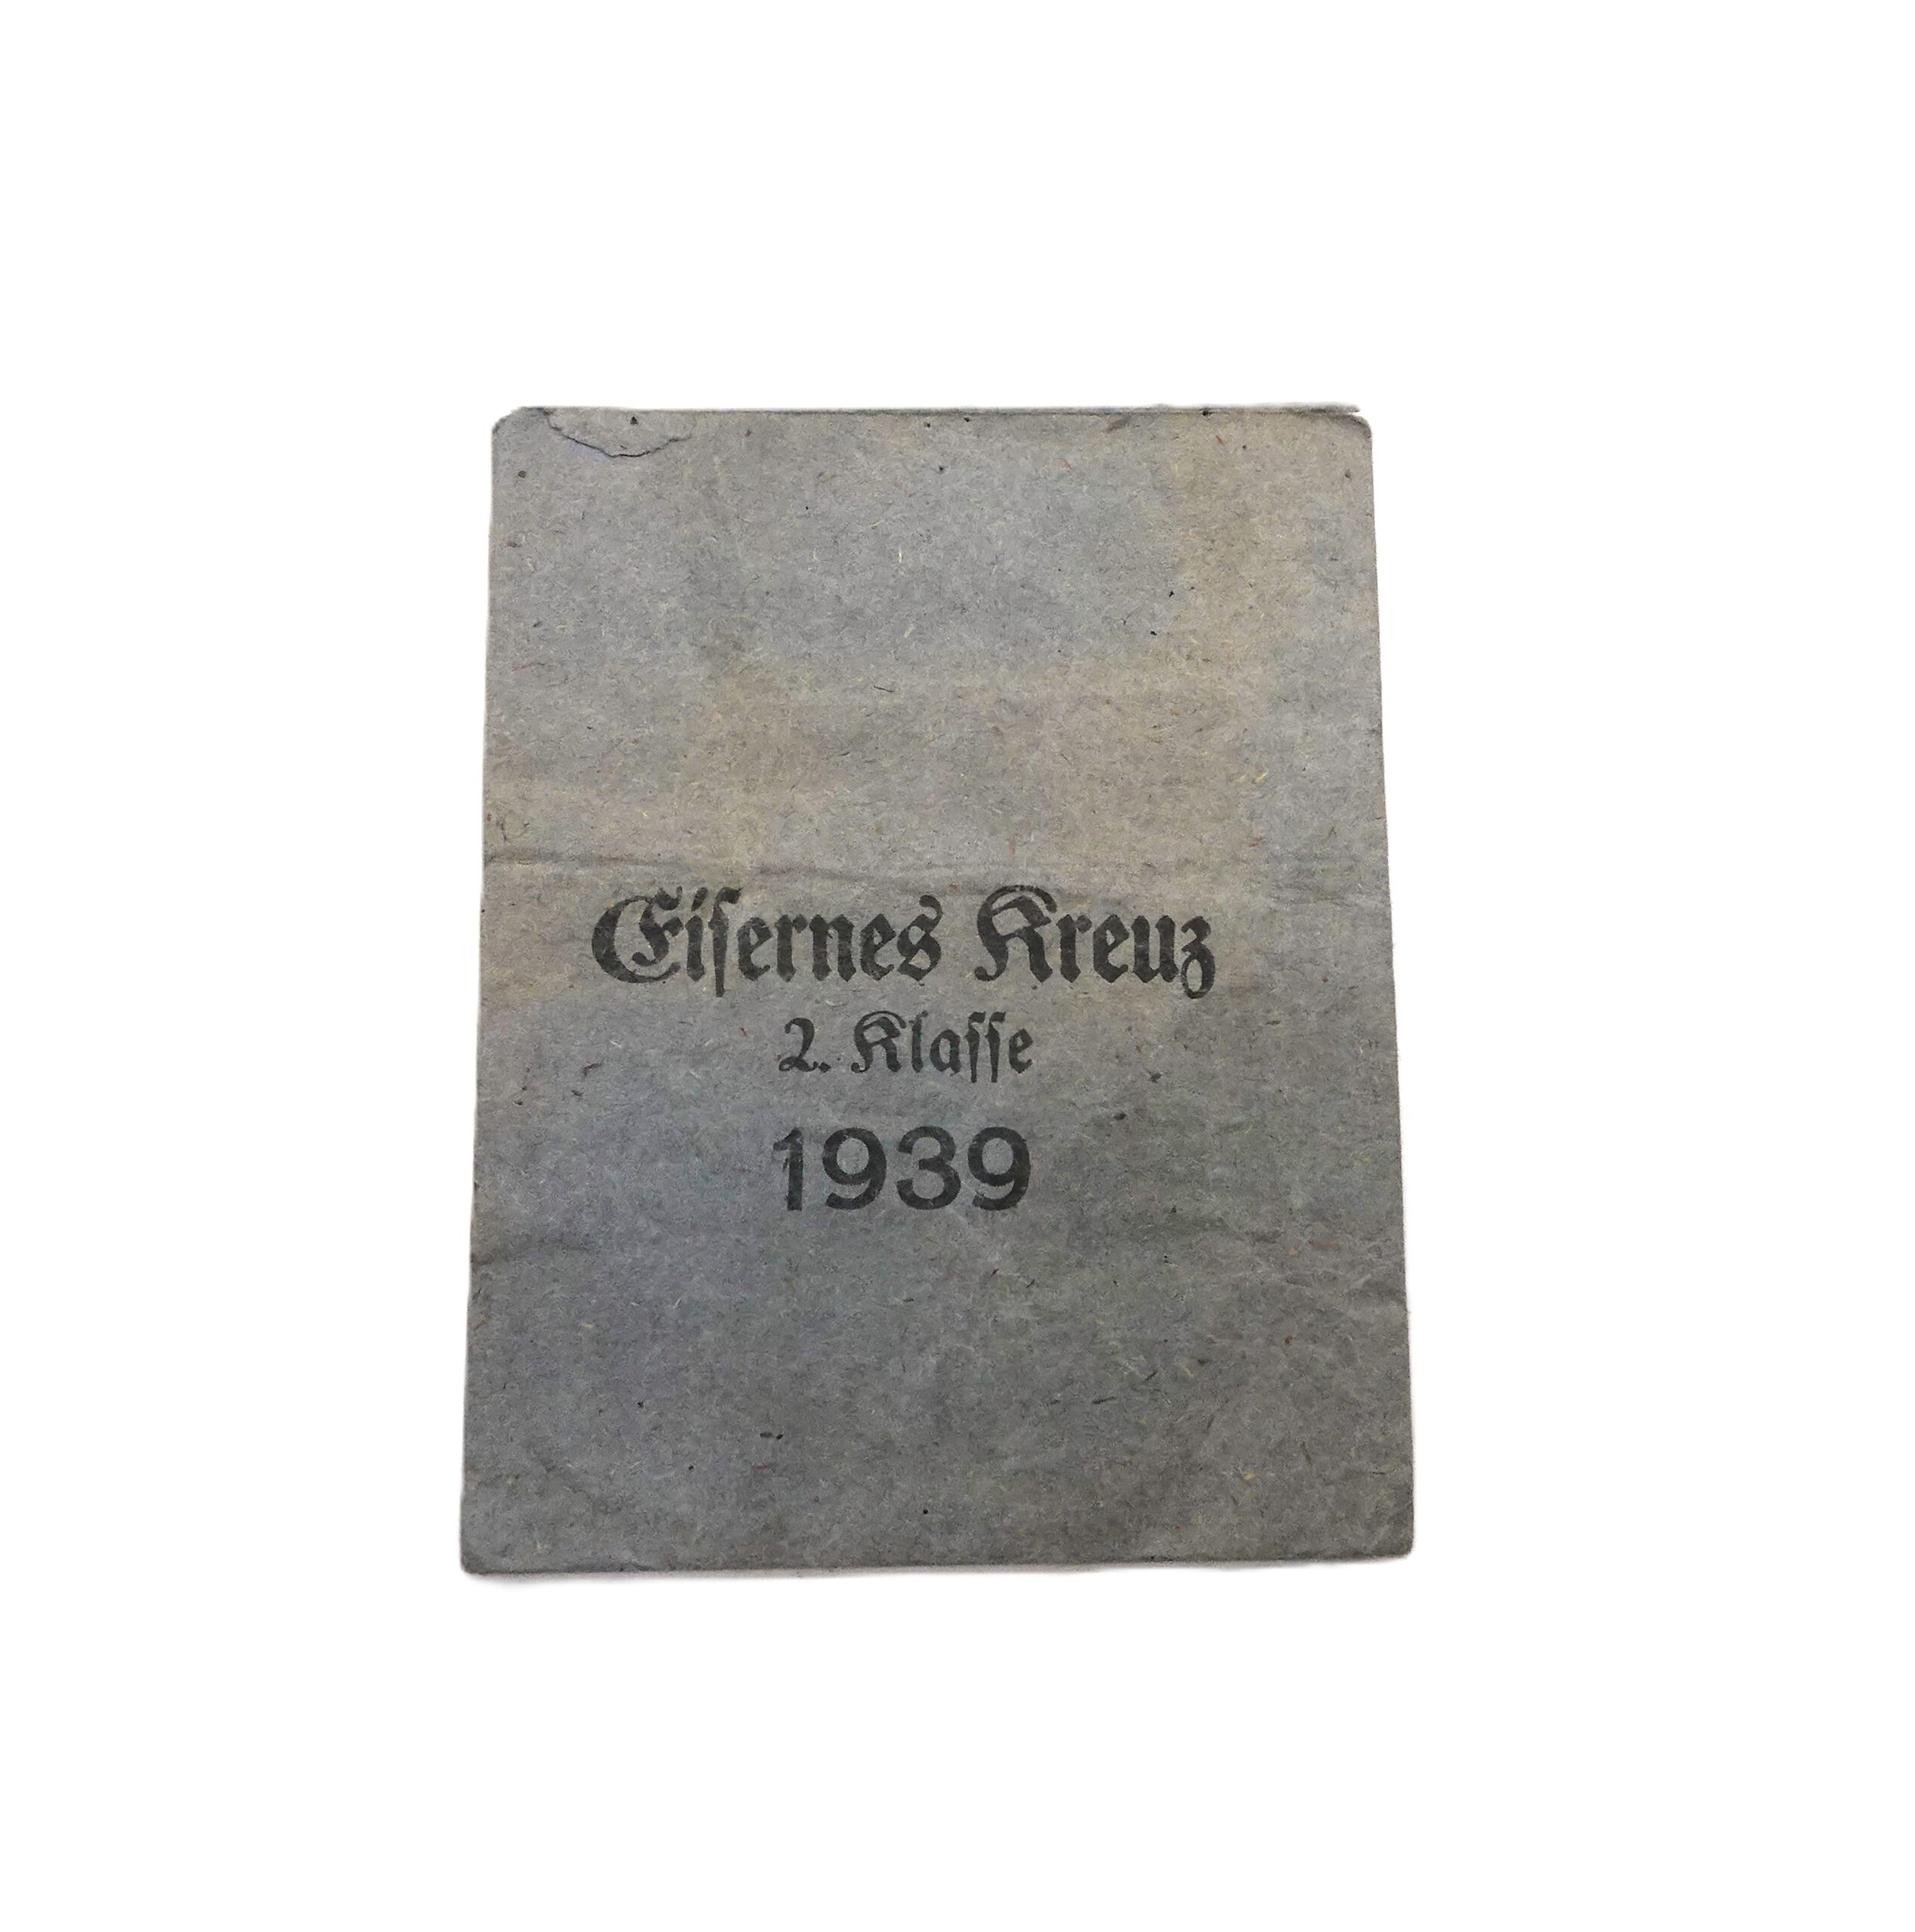 Eiſernes Kreuz
2. Klaſſe
1939